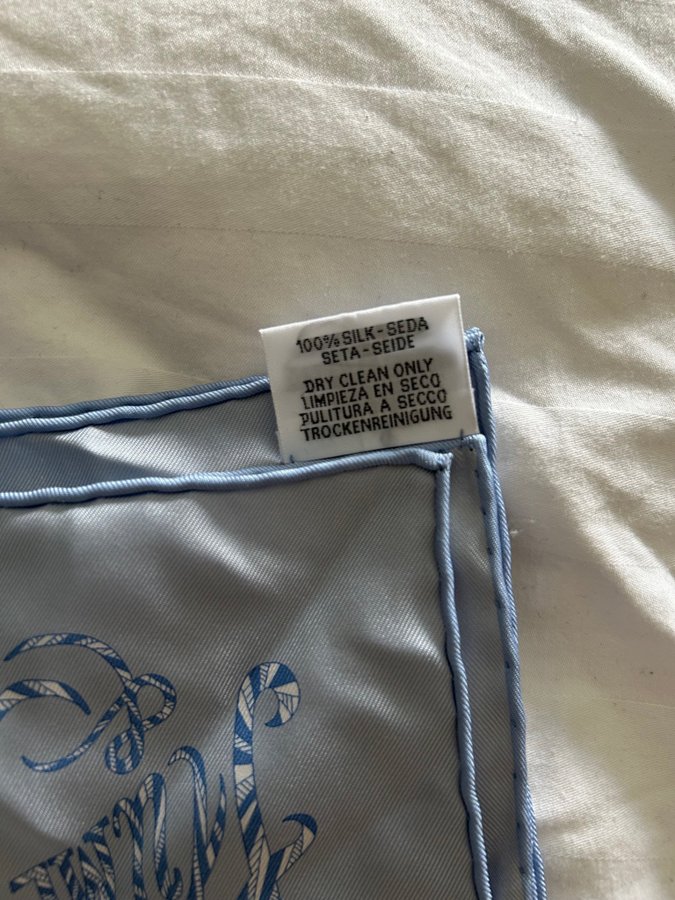 100% SILK - SEDA
SETA - SEIDE
DRY CLEAN ONLY
LIMPIEZA EN SECO
PULITURA A SECCO
TROCKENREINIGUNG